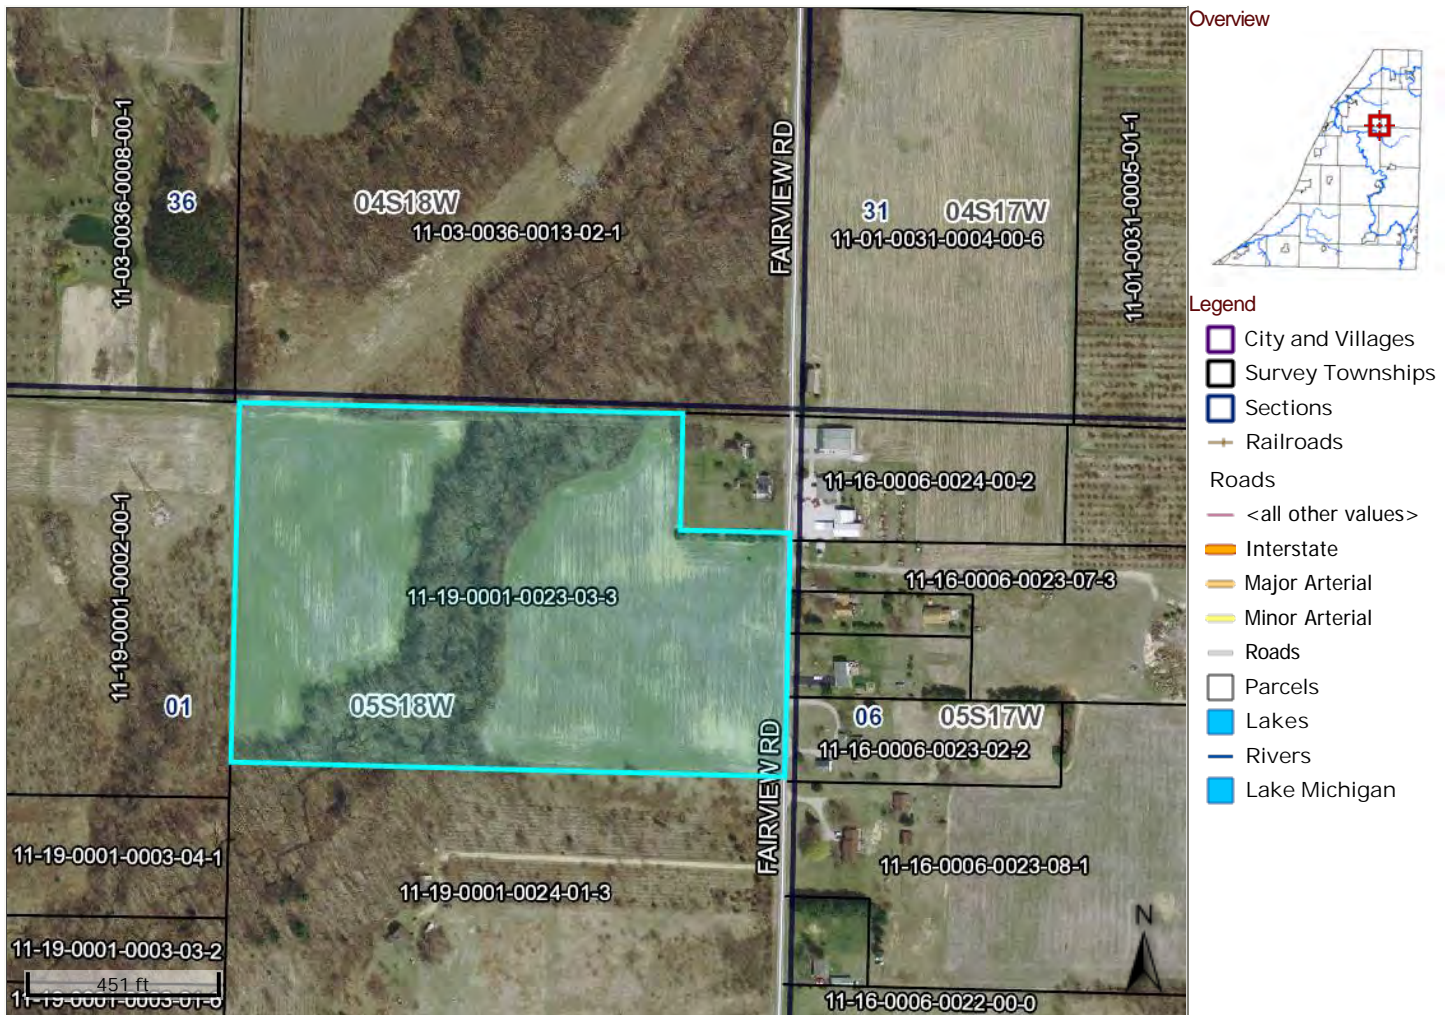 11-03-0036-0008-00-1
36
04S18W
11-03-0036-0013-02-1
FAIRVIEW RD
31
04S17W
11-01-0031-0004-00-6
11-01-0031-0005-01-1
11-19-0001-0002-00-1
01
11-19-0001-0023-03-3
05S18W
11-16-0006-0024-00-2
11-16-0006-0023-07-3
06
05S17W
11-16-0006-0023-02-2
FAIRVIEW RD
11-19-0001-0003-04-1
11-19-0001-0024-01-3
11-16-0006-0023-08-1
11-19-0001-0003-03-2
451 ft
11-19-0001-0003-01-6
11-16-0006-0022-00-0
N
Overview
Legend
City and Villages
Survey Townships
Sections
Railroads
Roads
<all other values>
Interstate
Major Arterial
Minor Arterial
Roads
Parcels
Lakes
Rivers
Lake Michigan